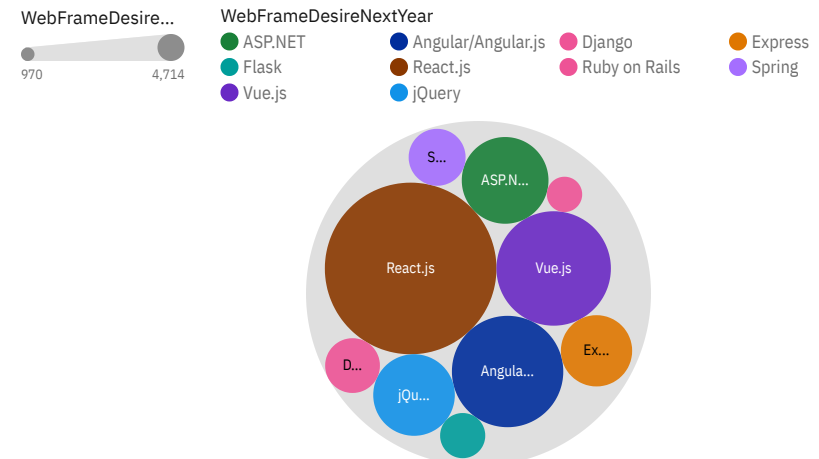 WebFrameDesire...
970 4,714
WebFrameDesireNextYear
ASP.NET Angular/Angular.js Django Express
Flask React.js Ruby on Rails Spring
Vue.js jQuery
S...
ASP.N...
React.js
Vue.js
Ex...
D...
Angula...
jQu...